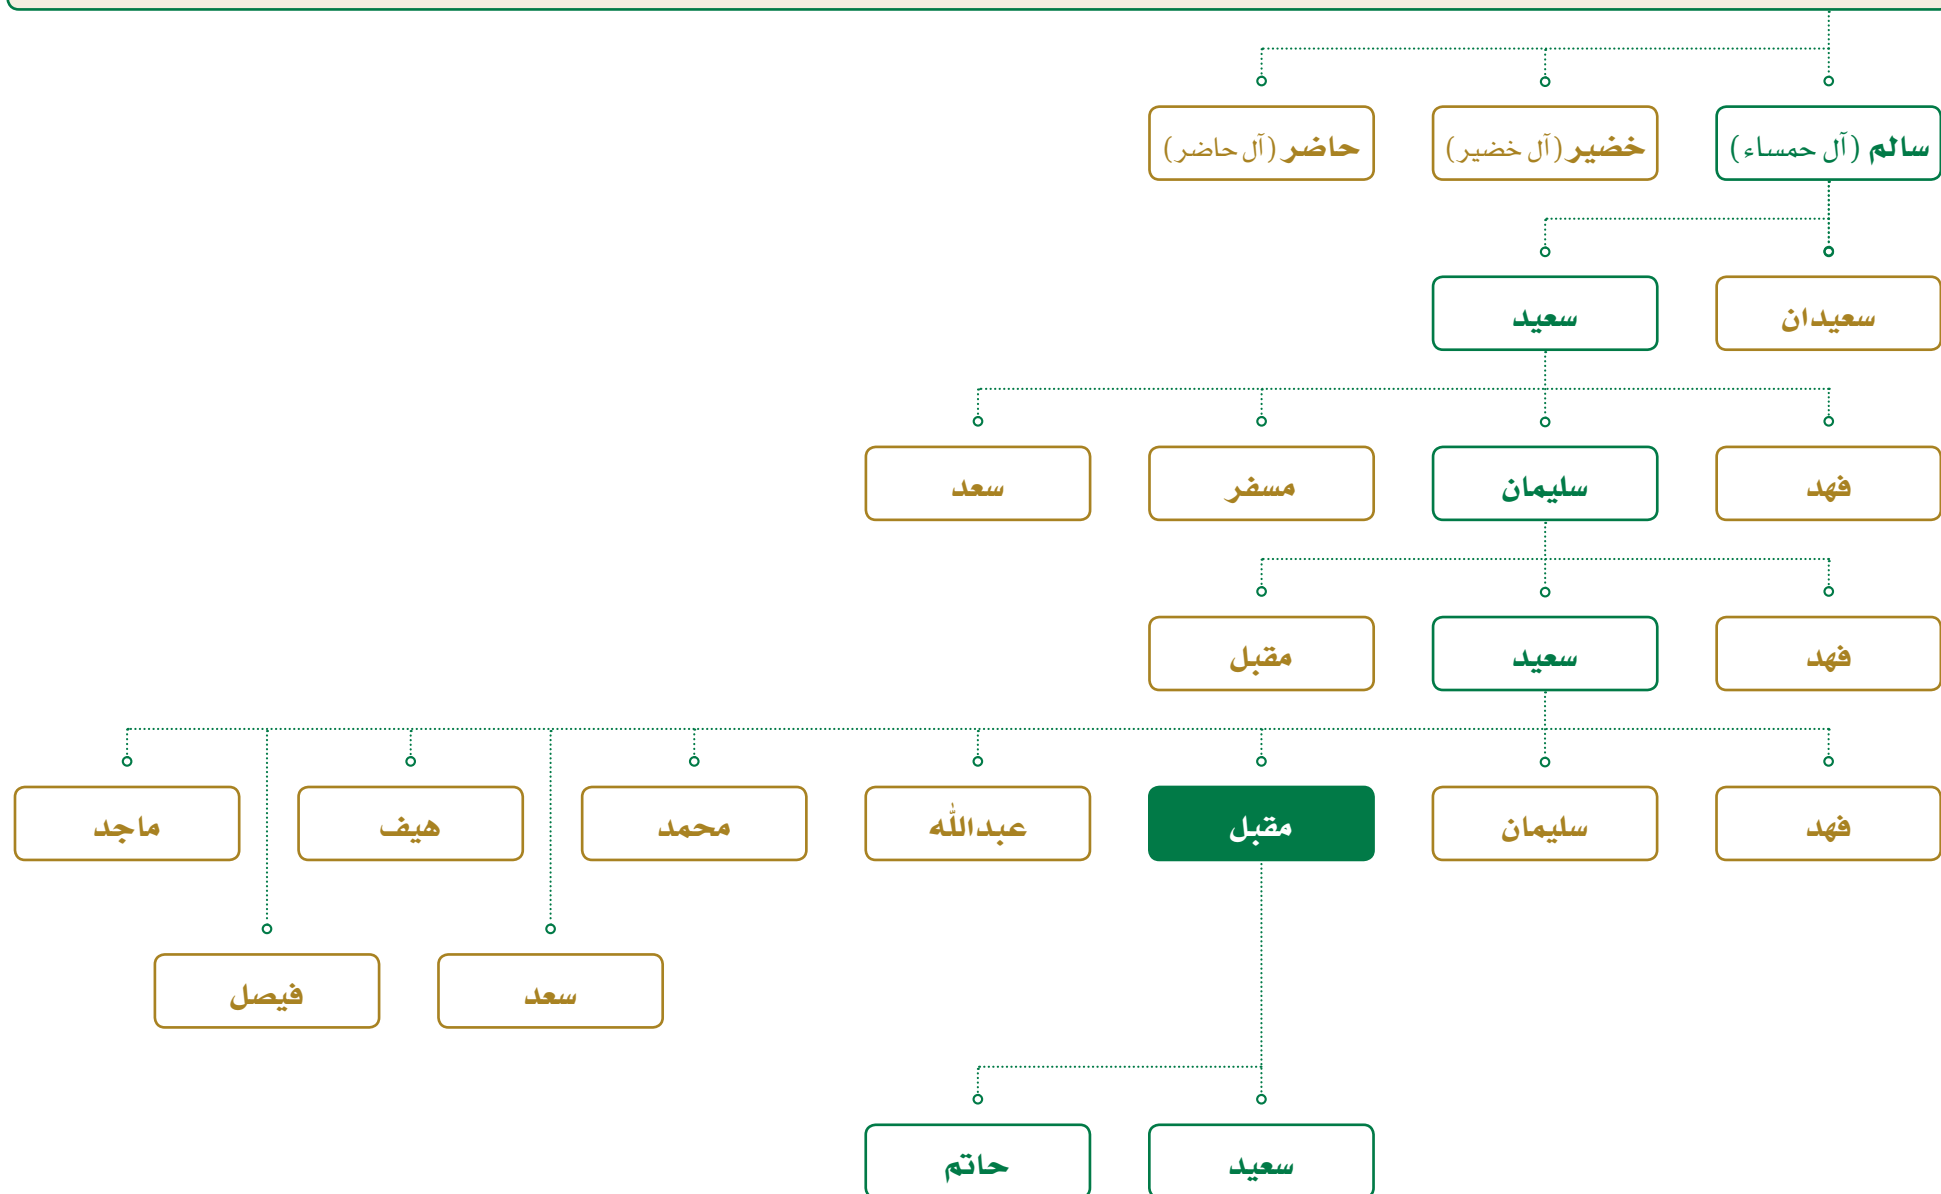 سالم (آل حمساء)
خضير (آل خضير)
حاضر (آل حاضر)
سعيدان
سعيد
فهد
سليمان
مسفر
سعد
فهد
سعيد
مقبل
فهد
سليمان
مقبل
عبدالله
محمد
هيف
ماجد
سعد
فيصل
سعيد
حاتم